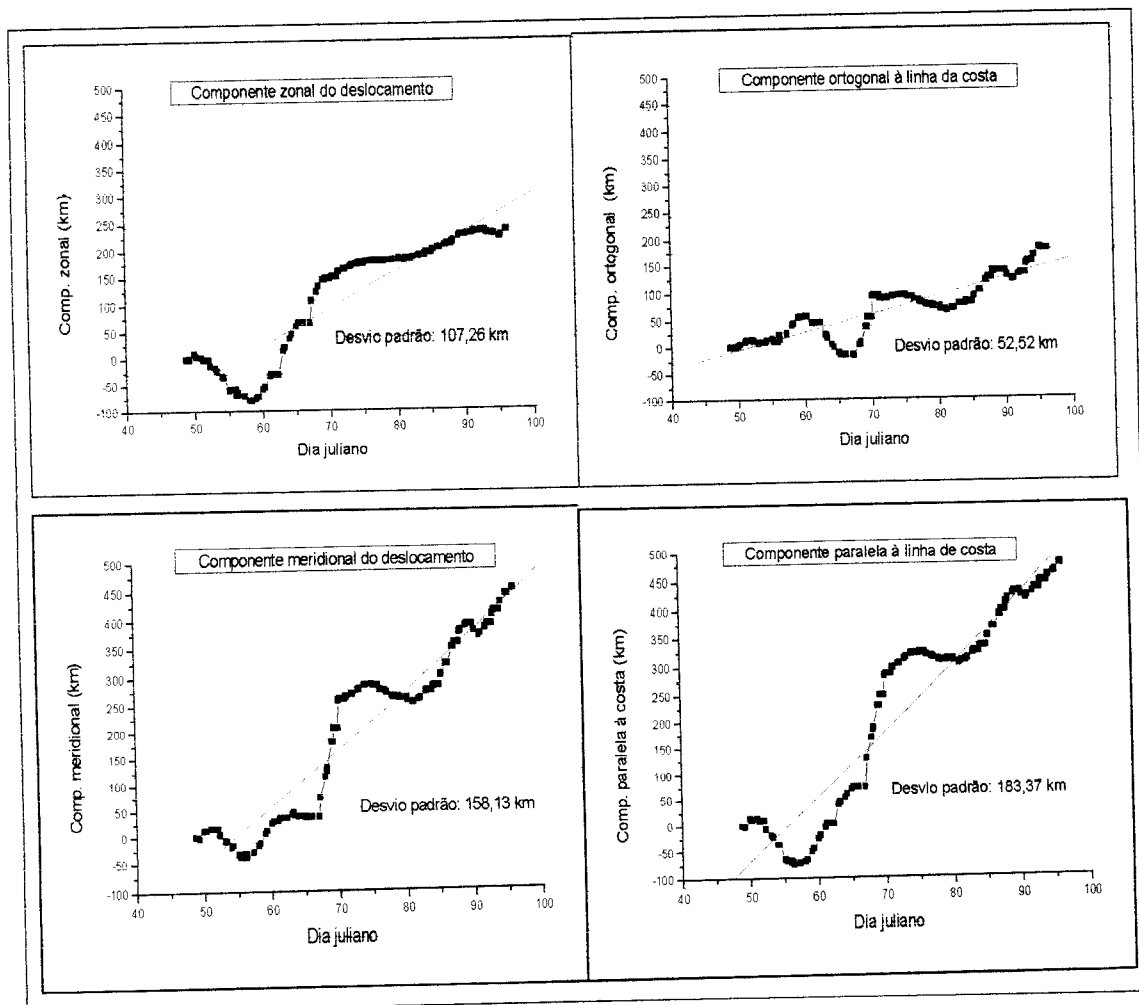 Componente zonal do deslocamento
500
450
400
350
300
250
200
150
100
50
0
-50
-100
Comp. zonal (km)
Desvio padrão: 107,26 km
40 50 60 70 80 90 100
Dia juliano
Componente ortogonal à linha da costa
500
450
400
350
300
250
200
150
100
50
0
-50
-100
Comp. ortogonal (km)
Desvio padrão: 52,52 km
40 50 60 70 80 90 100
Dia juliano
Componente meridional do deslocamento
500
450
400
350
300
250
200
150
100
50
0
-50
-100
Comp. meridional (km)
Desvio padrão: 158,13 km
40 50 60 70 80 90 100
Dia juliano
Componente paralela à linha de costa
500
450
400
350
300
250
200
150
100
50
0
-50
-100
Comp. paralela à costa (km)
Desvio padrão: 183,37 km
40 50 60 70 80 90 100
Dia juliano